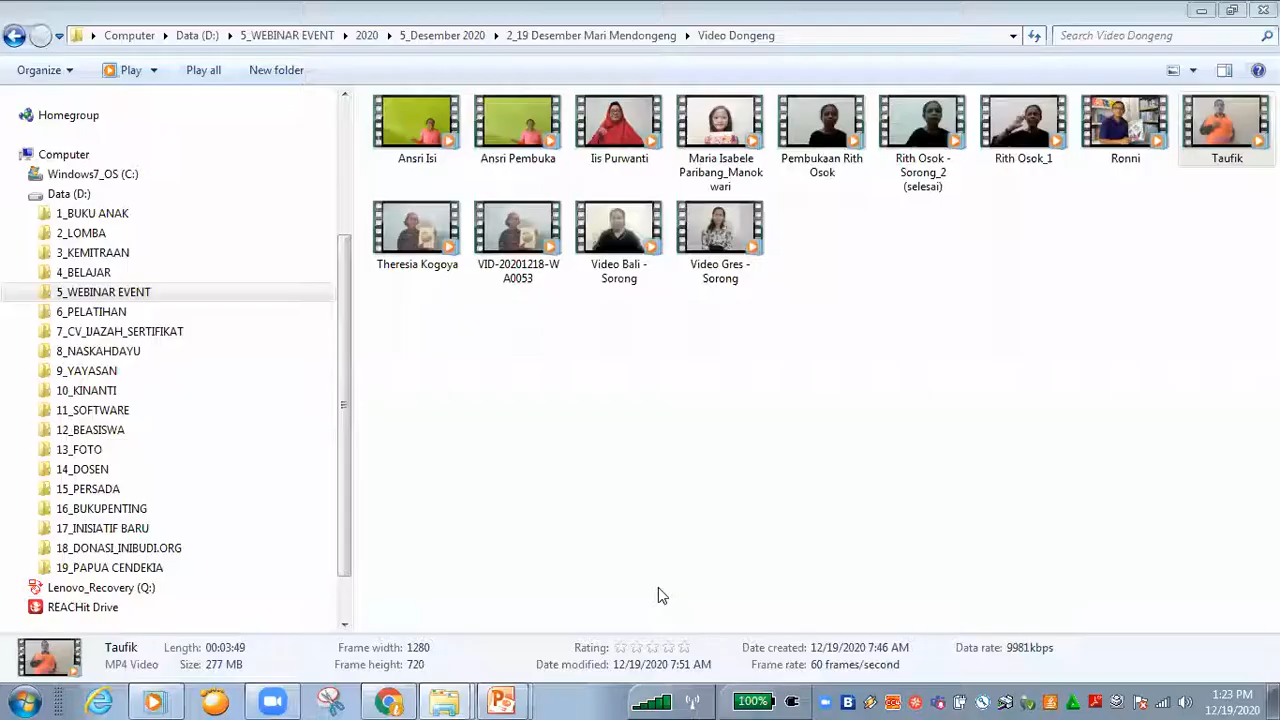 Computer
Data (D:)
5_WEBINAR EVENT
2020
5_Desember 2020
2_19 Desember Mari Mendongeng
Video Dongeng
Search Video Dongeng
Organize
Play
Play all
New folder
Homegroup
Computer
Windows7_OS (C:)
Data (D:)
1_BUKU ANAK
2_LOMBA
3_KEMITRAAN
4_BELAJAR
5_WEBINAR EVENT
6_PELATIHAN
7_CV_IJAZAH_SERTIFIKAT
8_NASKAHDAYU
9_YAYASAN
10_KINANTI
11_SOFTWARE
12_BEASISWA
13_FOTO
14_DOSEN
15_PERSADA
16_BUKUPENTING
17_INISIATIF BARU
18_DONASI_INIBUDI.ORG
19_PAPUA CENDEKIA
Lenovo_Recovery (Q:)
REACHit Drive
Ansri Isi
Ansri Pembuka
Iis Purwanti
Maria Isabele
Paribang_Manok
wari
Pembukaan Rith
Osok
Rith Osok -
Sorong_2
(selesai)
Rith Osok_1
Ronni
Taufik
Theresia Kogoya
VID-20201218-W
A0053
Video Bali -
Sorong
Video Gres -
Sorong
Taufik
MP4 Video
Length: 00:03:49
Size: 277 MB
Frame width: 1280
Frame height: 720
Rating:
Date modified: 12/19/2020 7:51 AM
Date created: 12/19/2020 7:46 AM
Frame rate: 60 frames/second
Data rate: 9981kbps
100%
1:23 PM
12/19/2020